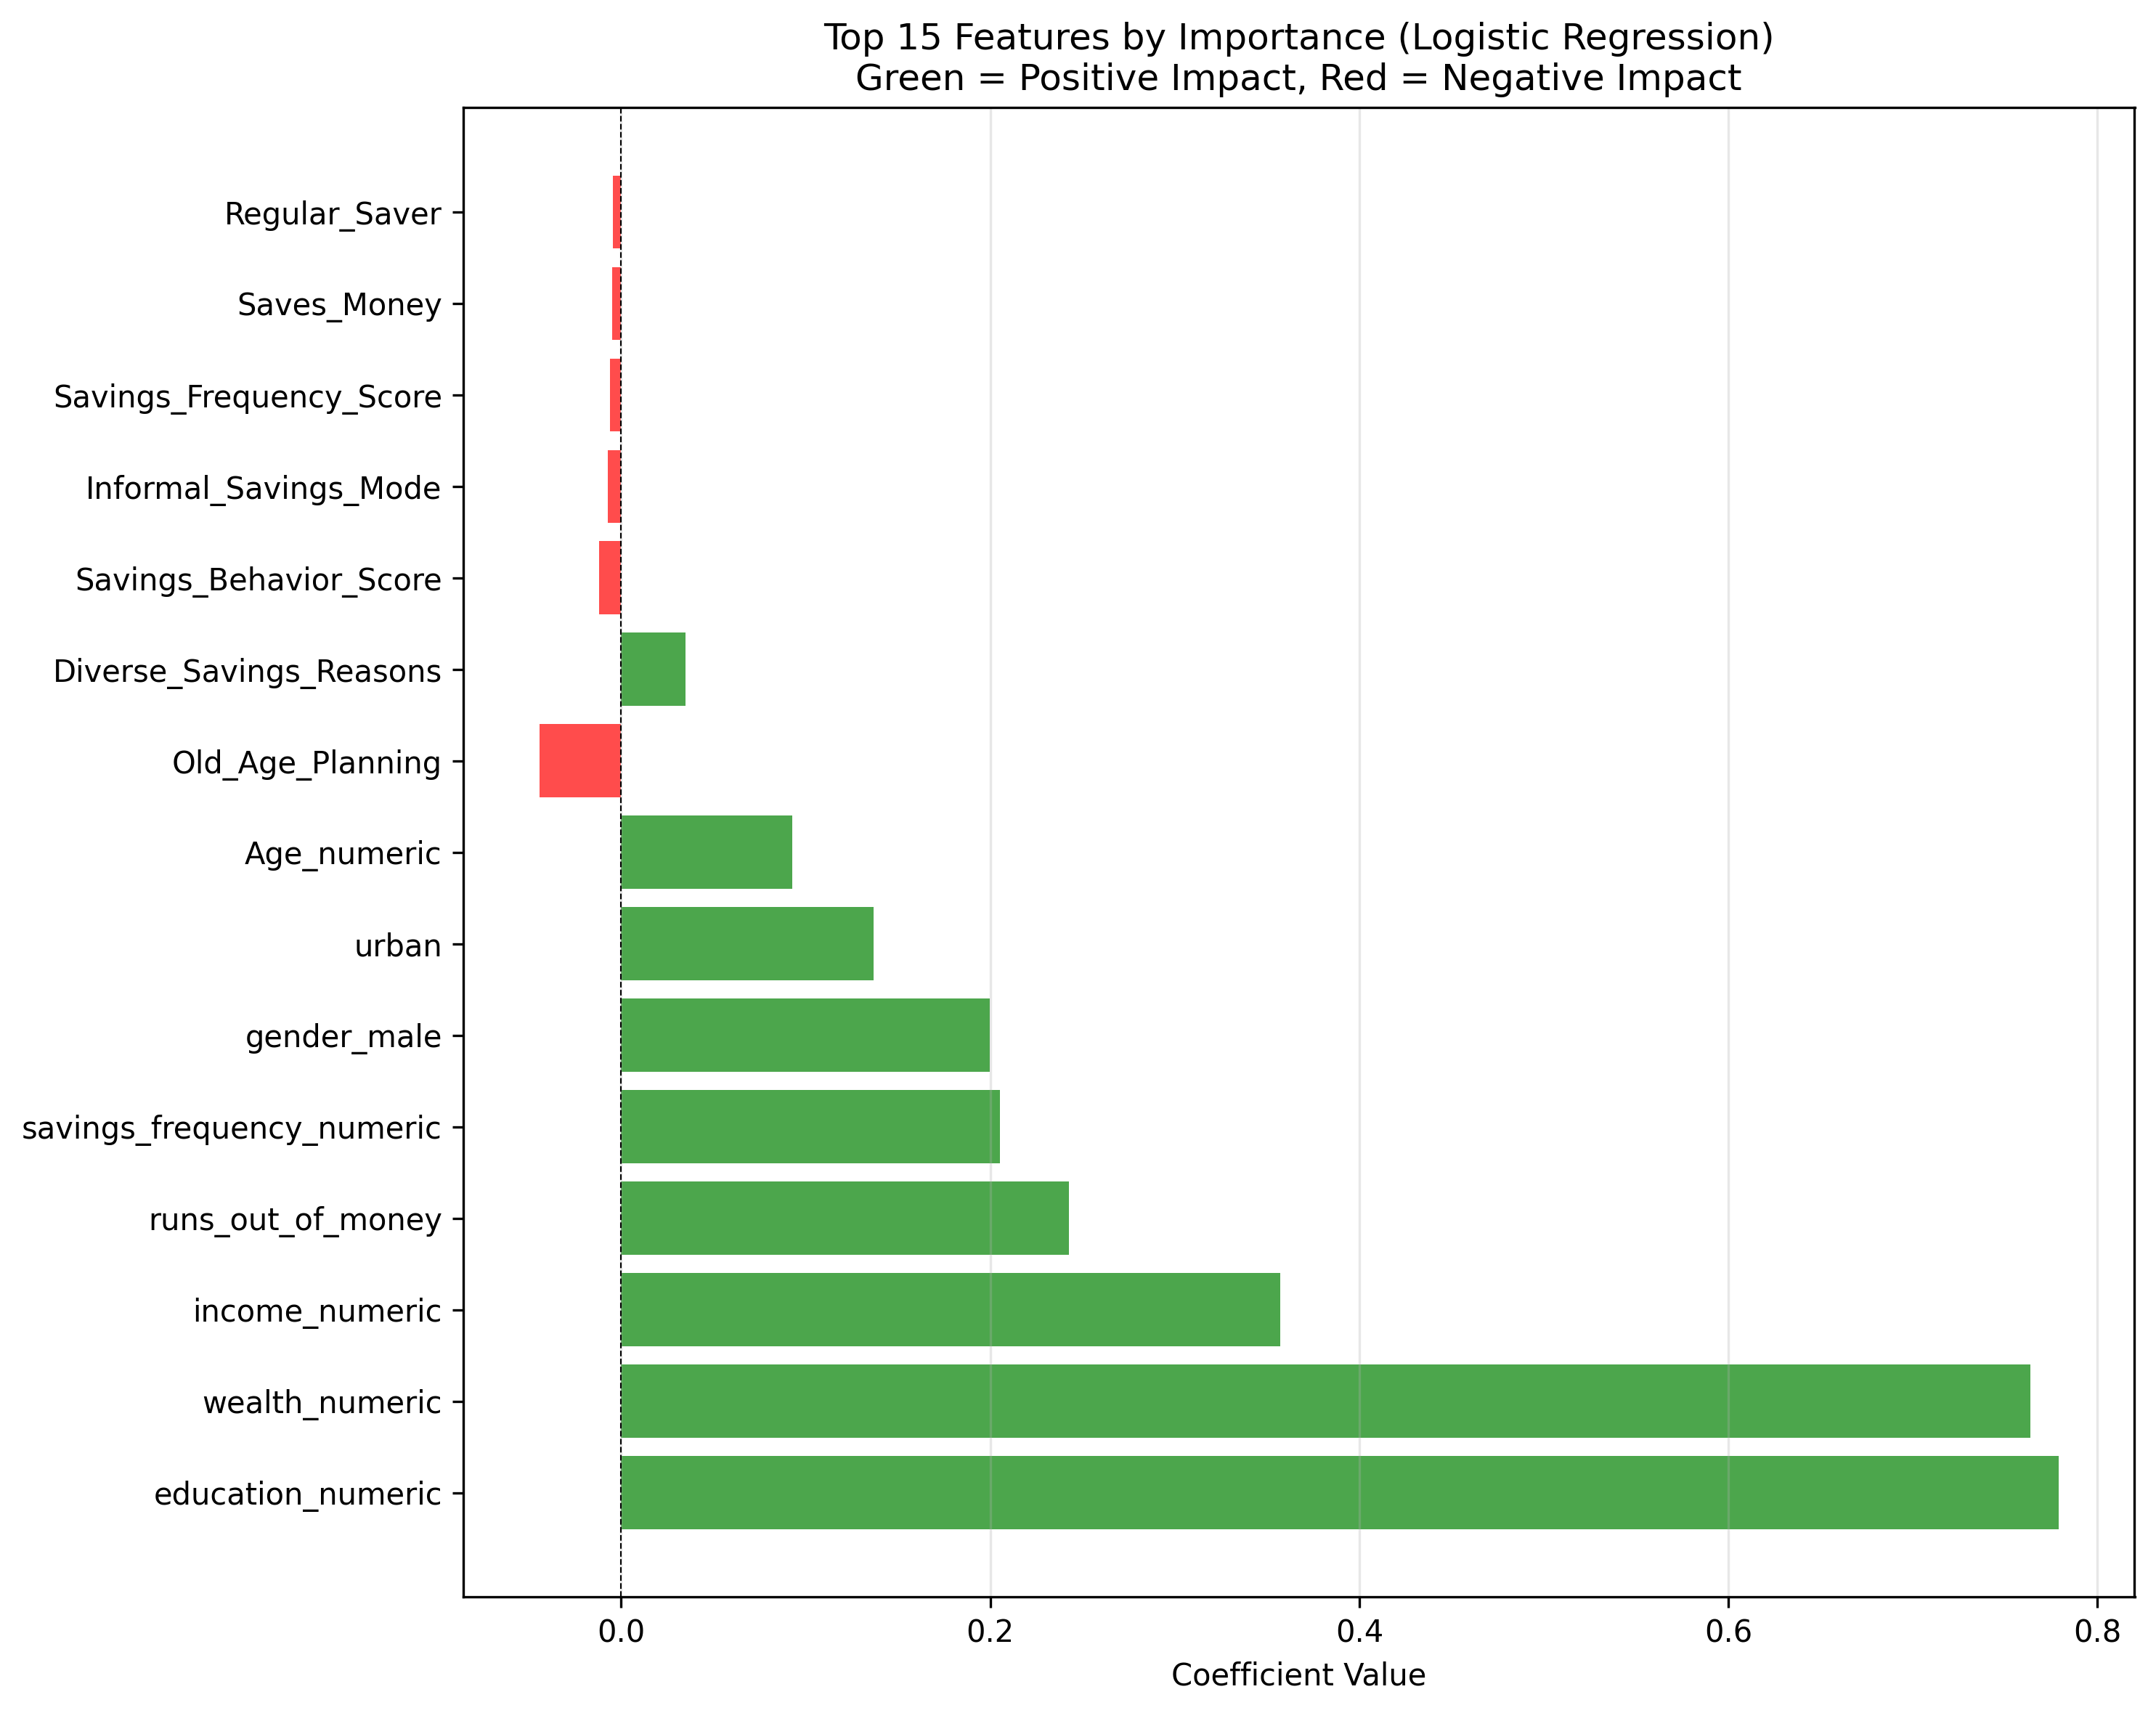 Top 15 Features by Importance (Logistic Regression)
Green = Positive Impact, Red = Negative Impact
Regular_Saver
Saves_Money
Savings_Frequency_Score
Informal_Savings_Mode
Savings_Behavior_Score
Diverse_Savings_Reasons
Old_Age_Planning
Age_numeric
urban
gender_male
savings_frequency_numeric
runs_out_of_money
income_numeric
wealth_numeric
education_numeric
0.0 0.2 0.4 0.6 0.8
Coefficient Value